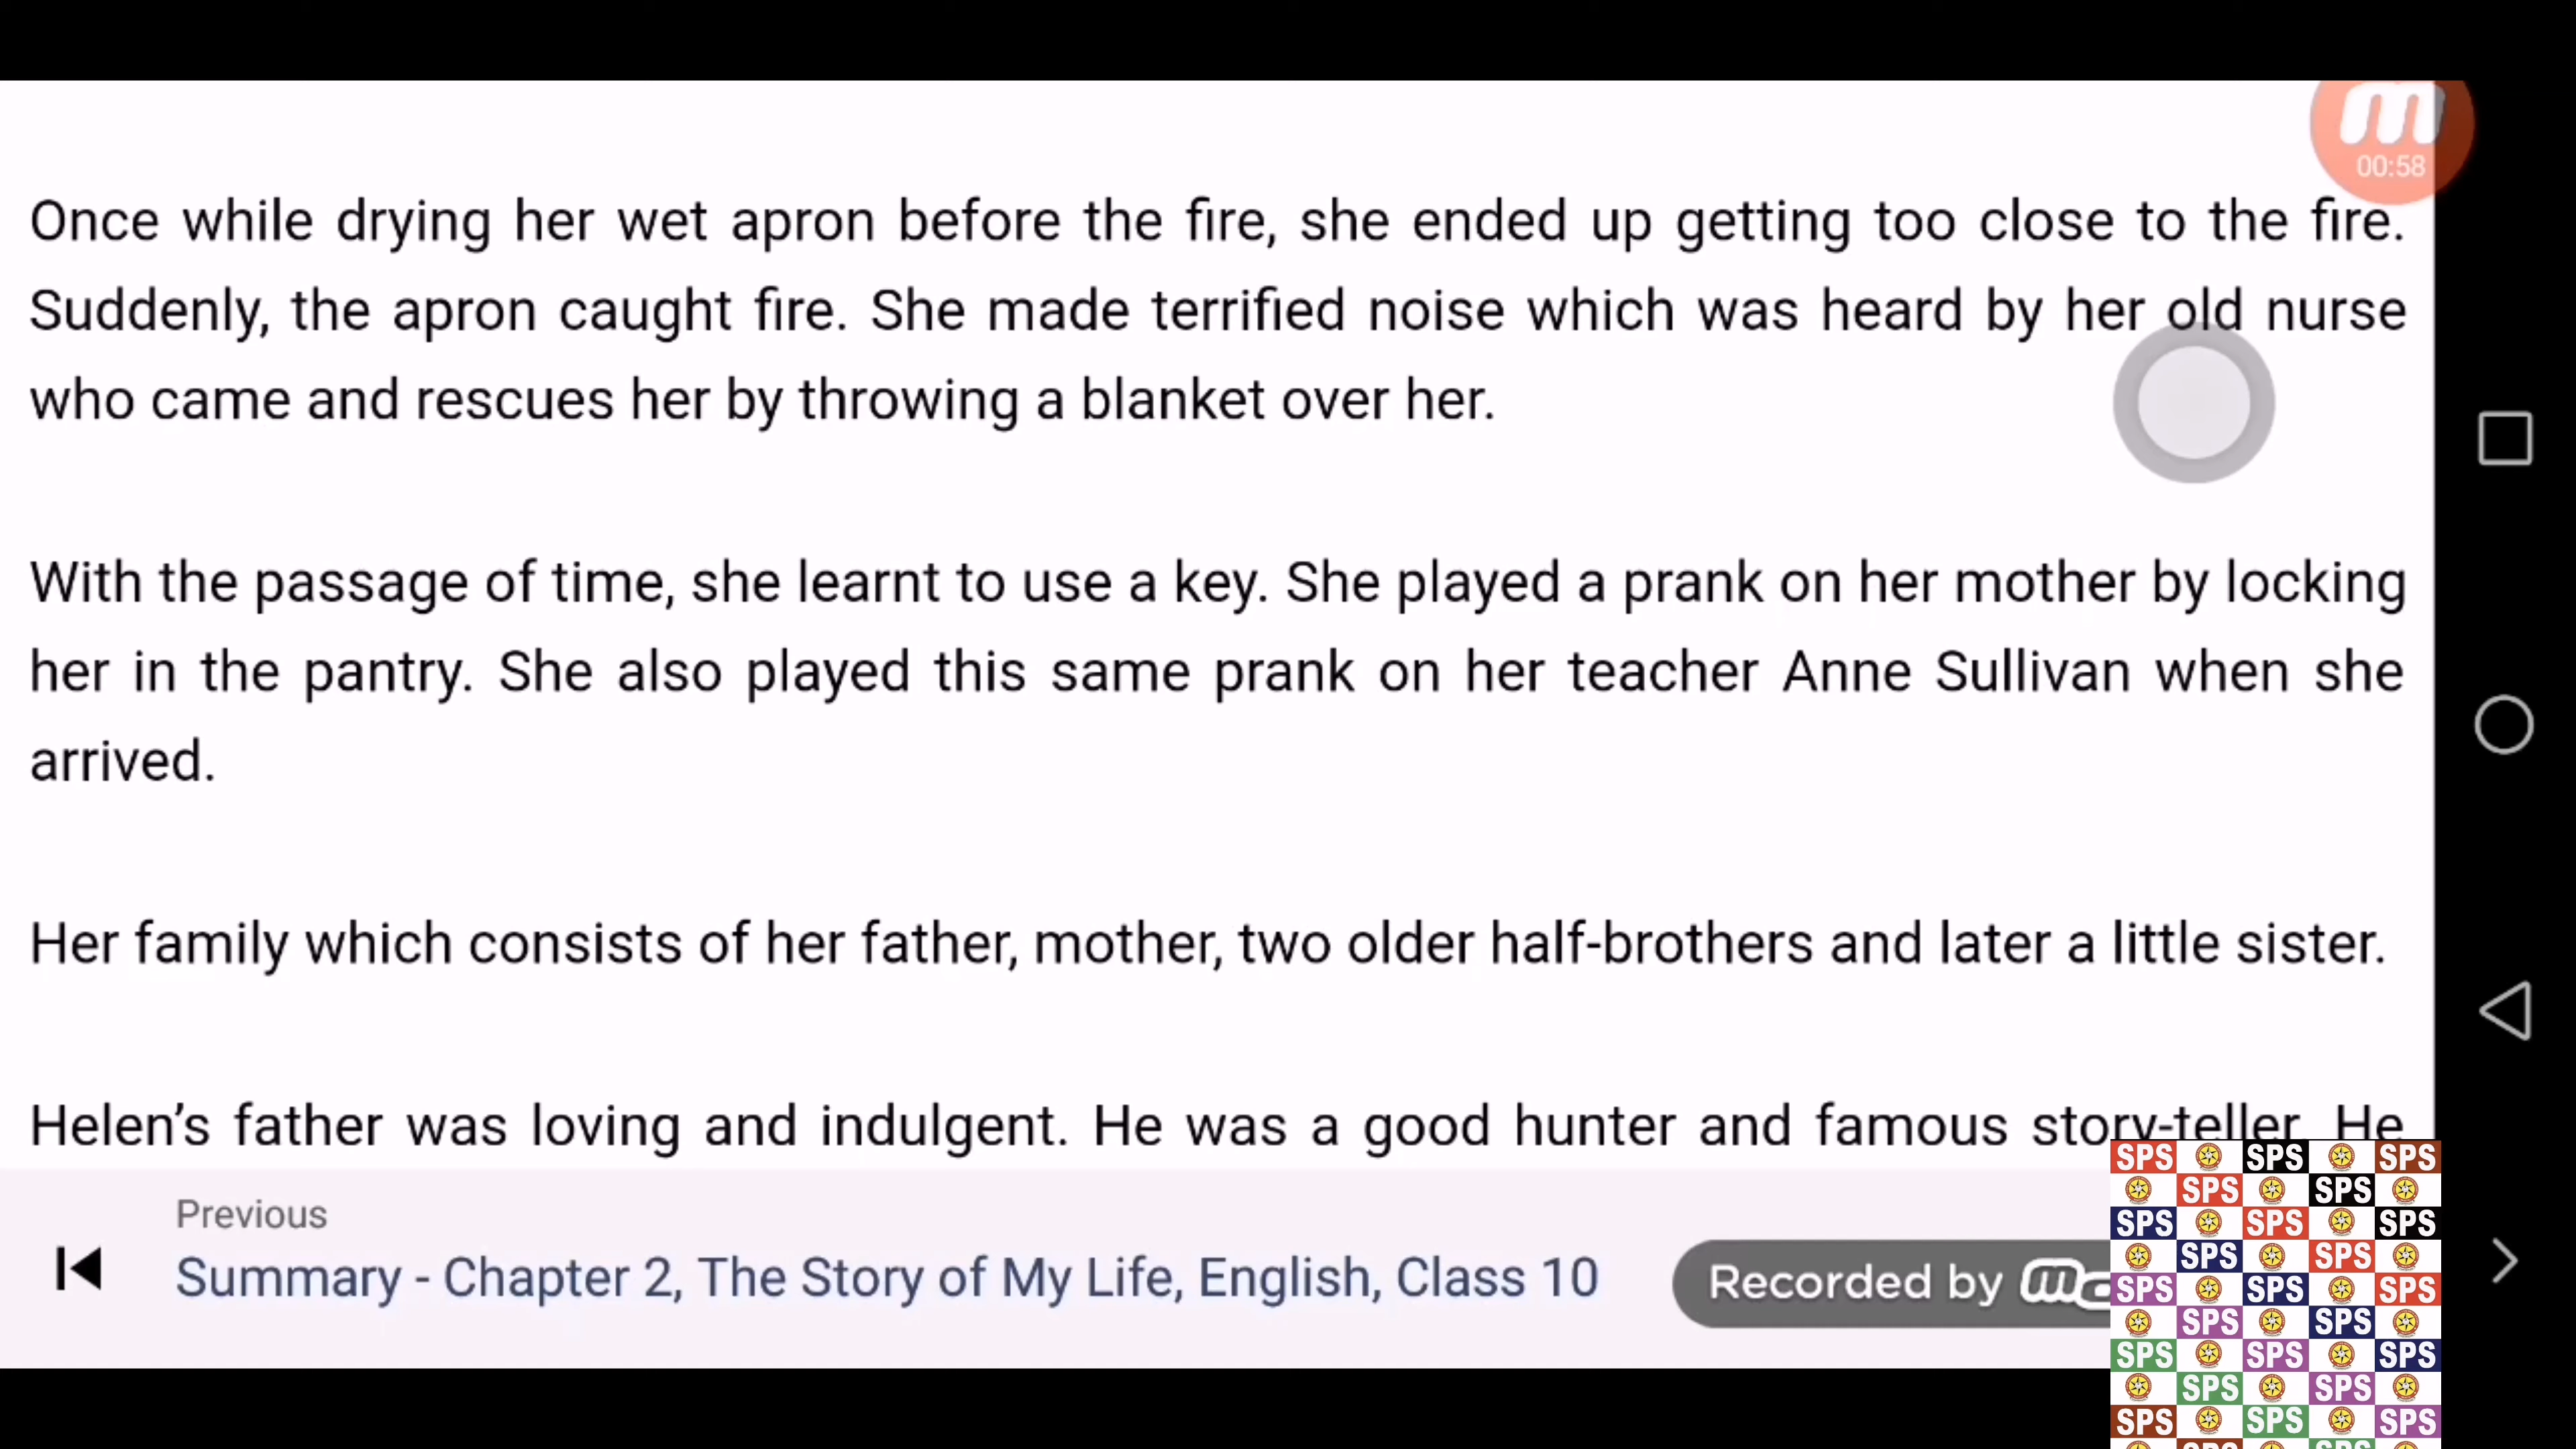 00:58
Once while drying her wet apron before the fire, she ended up getting too close to the fire.
Suddenly, the apron caught fire. She made terrified noise which was heard by her old nurse
who came and rescues her by throwing a blanket over her.
With the passage of time, she learnt to use a key. She played a prank on her mother by locking
her in the pantry. She also played this same prank on her teacher Anne Sullivan when she
arrived.
Her family which consists of her father, mother, two older half-brothers and later a little sister.
Helen's father was loving and indulgent. He was a good hunter and famous story-teller. He
Previous
Summary - Chapter 2, The Story of My Life, English, Class 10
Recorded by
SPS SPS SPS
SPS SPS
SPS SPS SPS
SPS SPS
SPS SPS SPS
SPS SPS
SPS SPS SPS
SPS SPS
SPS SPS SPS